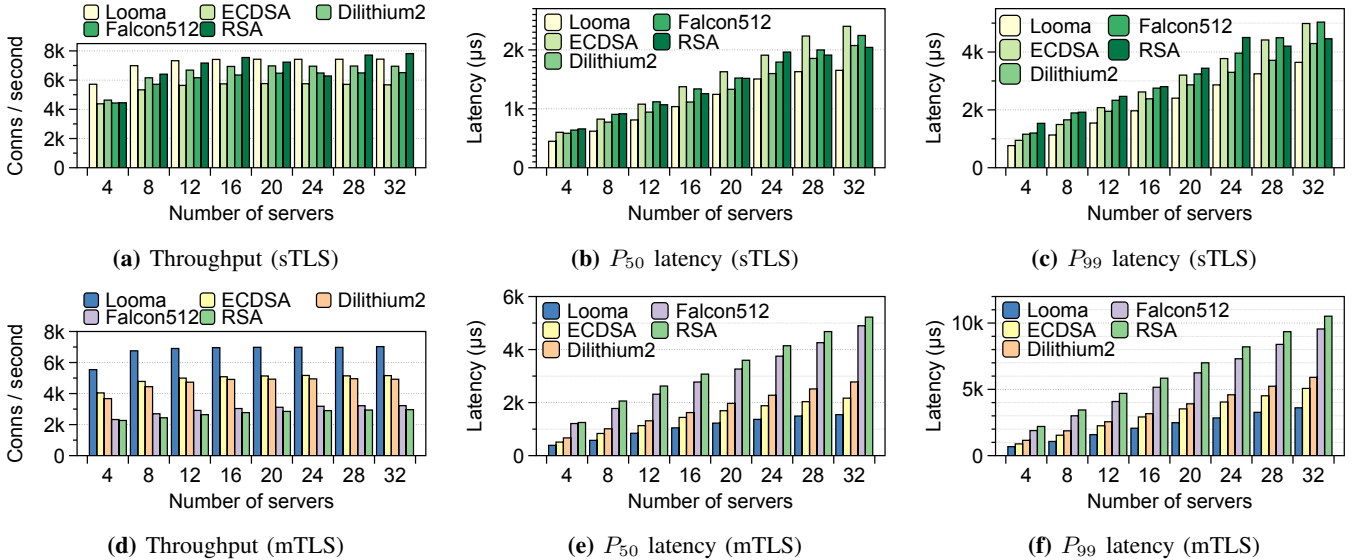 Looma ECDSA Dilithium2
Falcon512 RSA
8k
6k
4k
2k
0
Conns / second
4 8 12 16 20 24 28 32
Number of servers
(a) Throughput (sTLS)
Looma Falcon512
ECDSA RSA
Dilithium2
2k
1k
0
Latency (μs)
4 8 12 16 20 24 28 32
Number of servers
(b) P50 latency (sTLS)
Looma Falcon512
ECDSA RSA
Dilithium2
4k
2k
0
Latency (μs)
4 8 12 16 20 24 28 32
Number of servers
(c) P99 latency (sTLS)
Looma ECDSA Dilithium2
Falcon512 RSA
8k
6k
4k
2k
0
Conns / second
4 8 12 16 20 24 28 32
Number of servers
(d) Throughput (mTLS)
Looma Falcon512
ECDSA RSA
Dilithium2
6k
4k
2k
0
Latency (μs)
4 8 12 16 20 24 28 32
Number of servers
(e) P50 latency (mTLS)
Looma Falcon512
ECDSA RSA
Dilithium2
10k
5k
0
Latency (μs)
4 8 12 16 20 24 28 32
Number of servers
(f) P99 latency (mTLS)